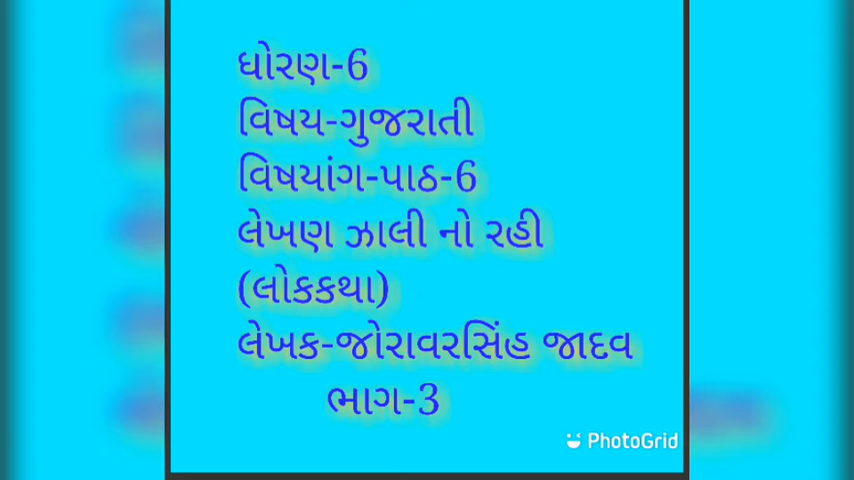 ધોરણ-6
વિષય-ગુજરાતી
વિષયાંગ-પાઠ-6
લેખણ ઝાલી નો રહી
(લોકકથા)
લેખક-જોરાવરસિંહ જાદવ
ભાગ-3
PhotoGrid